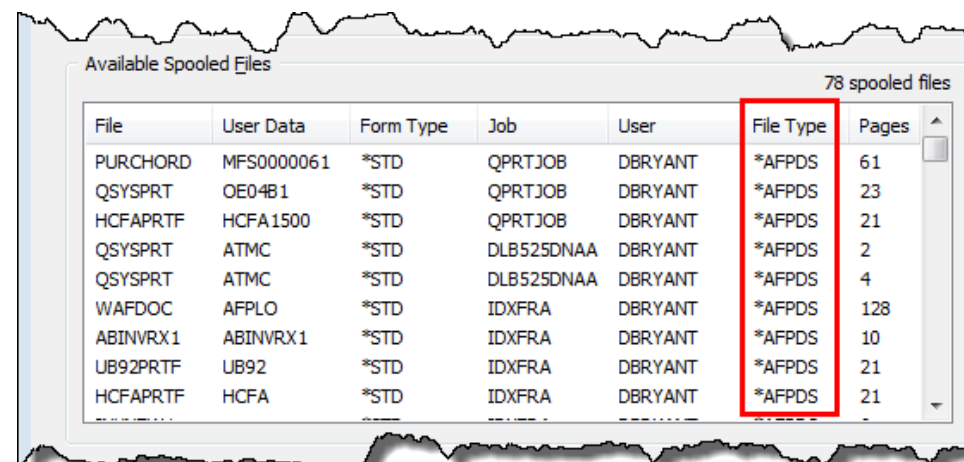 Available Spooled Files
78 spooled files
File User Data Form Type Job User File Type Pages
PURCHORD MFS0000061 *STD QPRTJOB DBRYANT *AFPDS 61
QSYSPRT OE04B1 *STD QPRTJOB DBRYANT *AFPDS 23
HCFAPRTF HCFA1500 *STD QPRTJOB DBRYANT *AFPDS 21
QSYSPRT ATMC *STD DLB525DNAA DBRYANT *AFPDS 2
QSYSPRT ATMC *STD DLB525DNAA DBRYANT *AFPDS 4
WAFDOC AFPLO *STD IDXFRA DBRYANT *AFPDS 128
ABINVRX1 ABINVRX1 *STD IDXFRA DBRYANT *AFPDS 10
UB92PRTF UB92 *STD IDXFRA DBRYANT *AFPDS 21
HCFAPRTF HCFA *STD IDXFRA DBRYANT *AFPDS 21